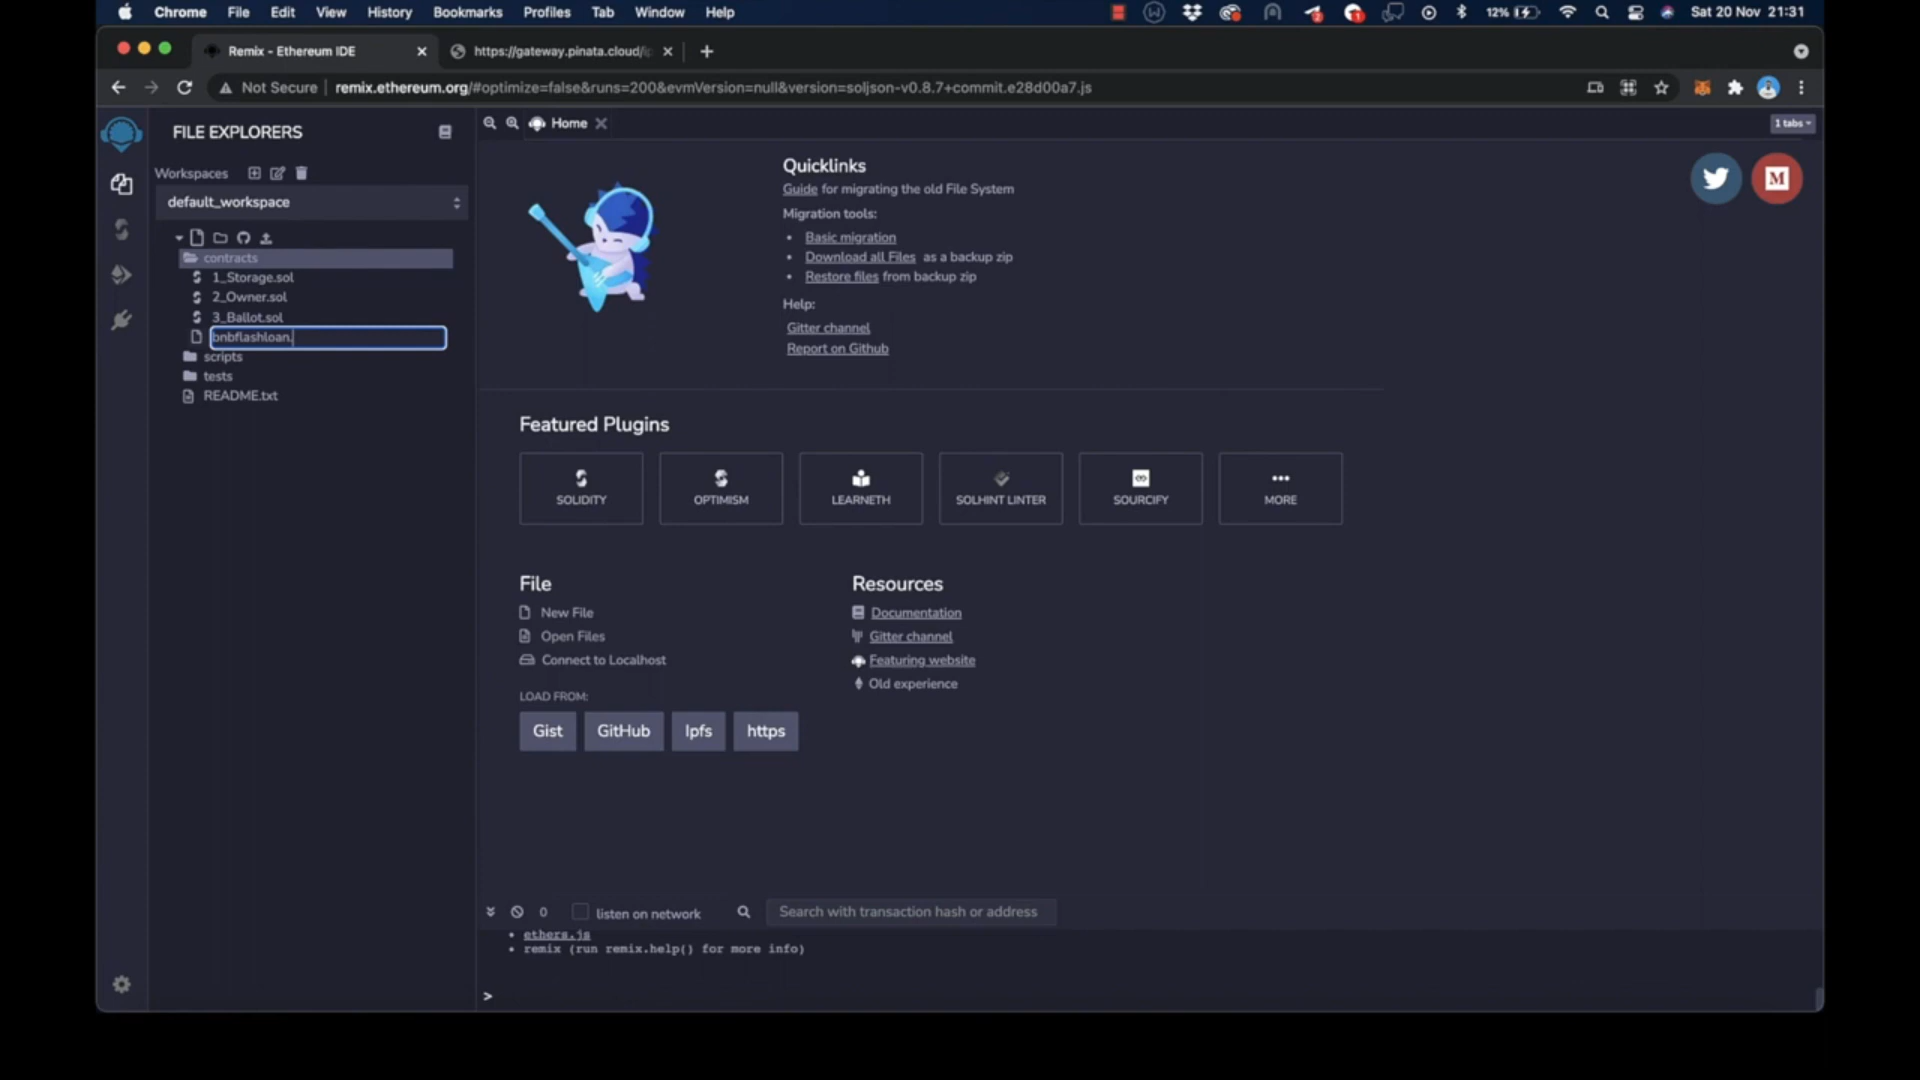 Chrome File Edit View History Bookmarks Profiles Tab Window Help
12%
Sat 20 Nov 21:31
Remix - Ethereum IDE
https://gateway.pinata.cloud/
Not Secure | remix.ethereum.org/#optimize=false&runs=200&evmVersion=null&version=soljson-v0.8.7+commit.e28d00a7.js
FILE EXPLORERS
Home
1 tabs
Workspaces
default_workspace
contracts
1_Storage.sol
2_Owner.sol
3_Ballot.sol
bnbflashloan.
scripts
tests
README.txt
Quicklinks
Guide for migrating the old File System
Migration tools:
Basic migration
Download all Files as a backup zip
Restore files from backup zip
Help:
Gitter channel
Report on Github
Featured Plugins
SOLIDITY
OPTIMISM
LEARNETH
SOLHINT LINTER
SOURCIFY
MORE
File
New File
Open Files
Connect to Localhost
LOAD FROM:
Gist
GitHub
Ipfs
https
Resources
Documentation
Gitter channel
Featuring website
Old experience
0
listen on network
Search with transaction hash or address
ethers.js
remix (run remix.help() for more info)
>